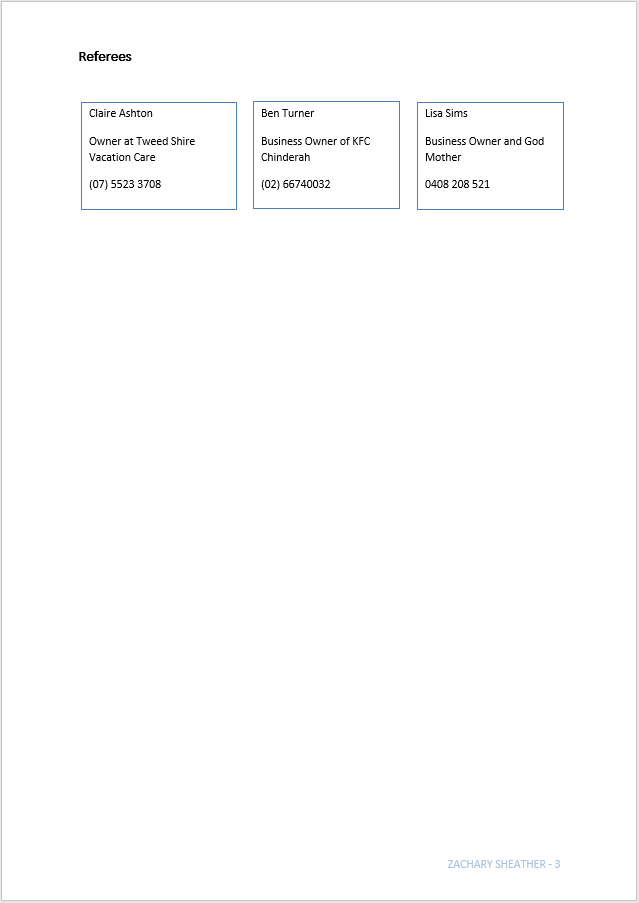 Referees
Claire Ashton
Owner at Tweed Shire
Vacation Care
(07) 5523 3708
Ben Turner
Business Owner of KFC
Chinderah
(02) 66740032
Lisa Sims
Business Owner and God
Mother
0408 208 521
ZACHARY SHEATHER - 3